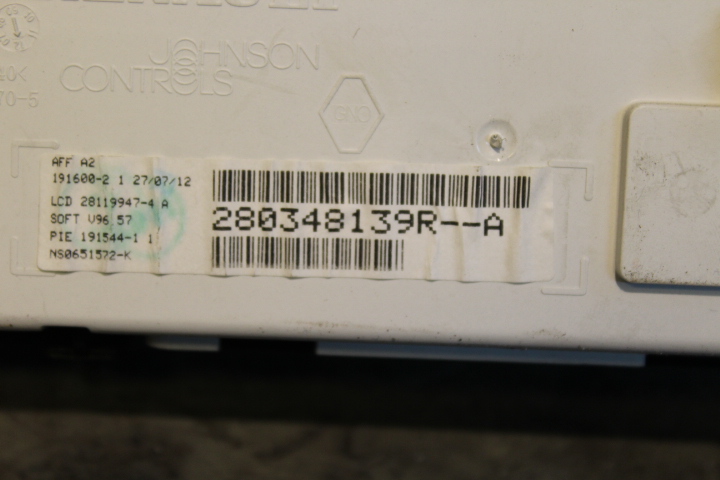 JOHNSON
CONTROLS
GND
AFF A2
191600-2 1 27/07/12
LCD 28119947-4 A
SOFT V96.57
PIE 191544-1 1
NS0651572-K
280348139R--A